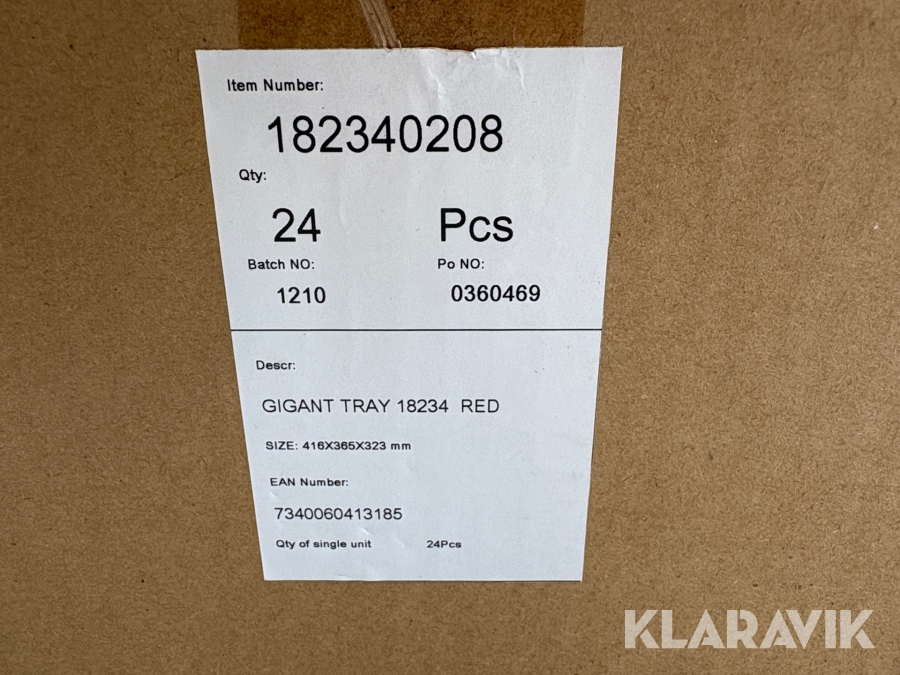 Item Number:
182340208
Qty:
24 Pcs
Batch NO: Po NO:
1210 0360469
Descr:
GIGANT TRAY 18234 RED
SIZE: 416X365X323 mm
EAN Number:
7340060413185
Qty of single unit 24Pcs
KLARAVIK